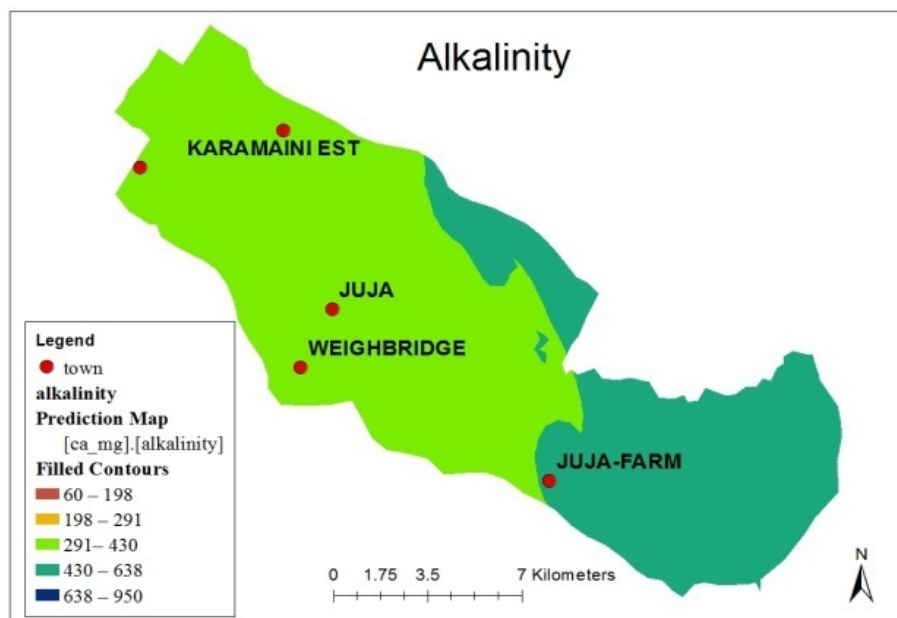 Alkalinity
KARAMAINI EST
JUJA
WEIGHBRIDGE
JUJA-FARM
Legend
town
alkalinity
Prediction Map
[ca_mg].[alkalinity]
Filled Contours
60 – 198
198 – 291
291– 430
430 – 638
638 – 950
0 1.75 3.5 7 Kilometers
N